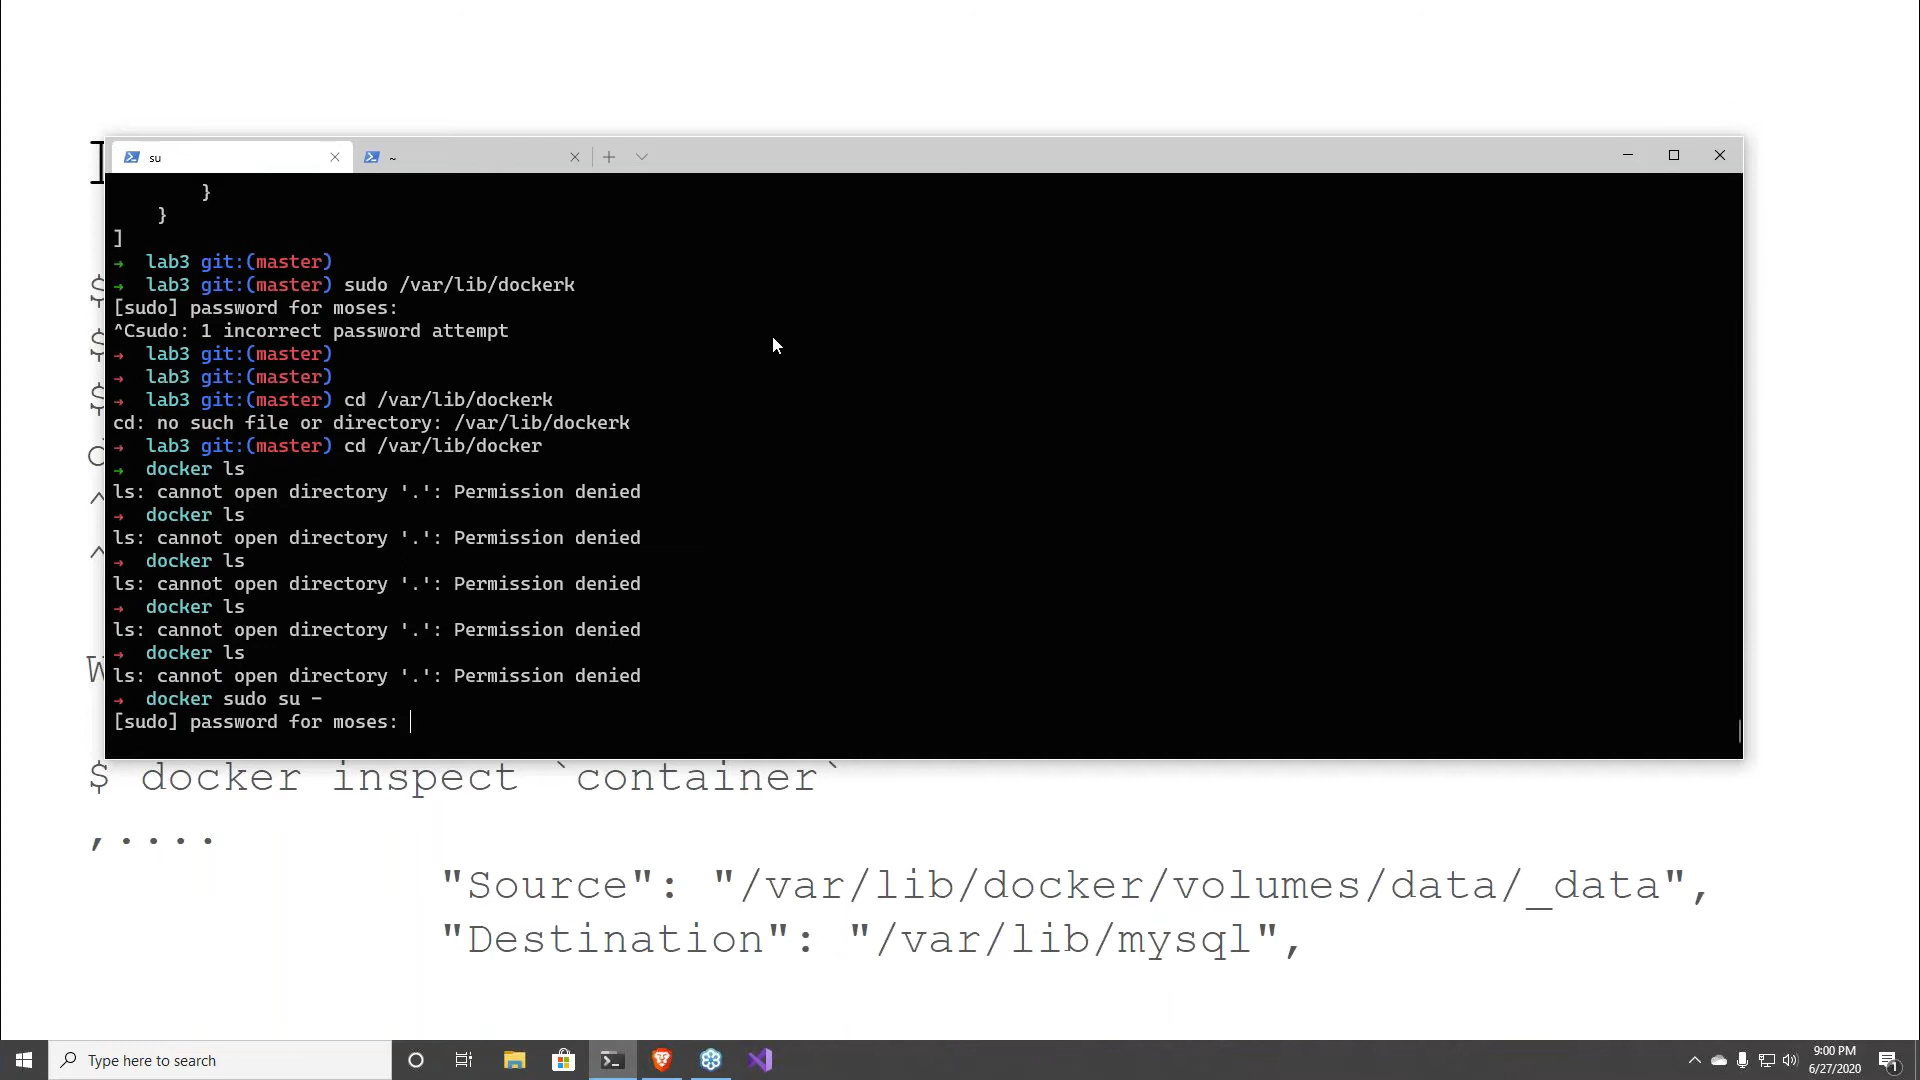 su
~
}
}
]
➜ lab3 git:(master)
➜ lab3 git:(master) sudo /var/lib/dockerk
[sudo] password for moses:
^Csudo: 1 incorrect password attempt
➜ lab3 git:(master)
➜ lab3 git:(master)
➜ lab3 git:(master) cd /var/lib/dockerk
cd: no such file or directory: /var/lib/dockerk
➜ lab3 git:(master) cd /var/lib/docker
➜ docker ls
ls: cannot open directory '.': Permission denied
➜ docker ls
ls: cannot open directory '.': Permission denied
➜ docker ls
ls: cannot open directory '.': Permission denied
➜ docker ls
ls: cannot open directory '.': Permission denied
➜ docker ls
ls: cannot open directory '.': Permission denied
➜ docker sudo su -
[sudo] password for moses:
$ docker inspect `container`
,....
"Source": "/var/lib/docker/volumes/data/_data",
"Destination": "/var/lib/mysql",
Type here to search
9:00 PM
6/27/2020
1